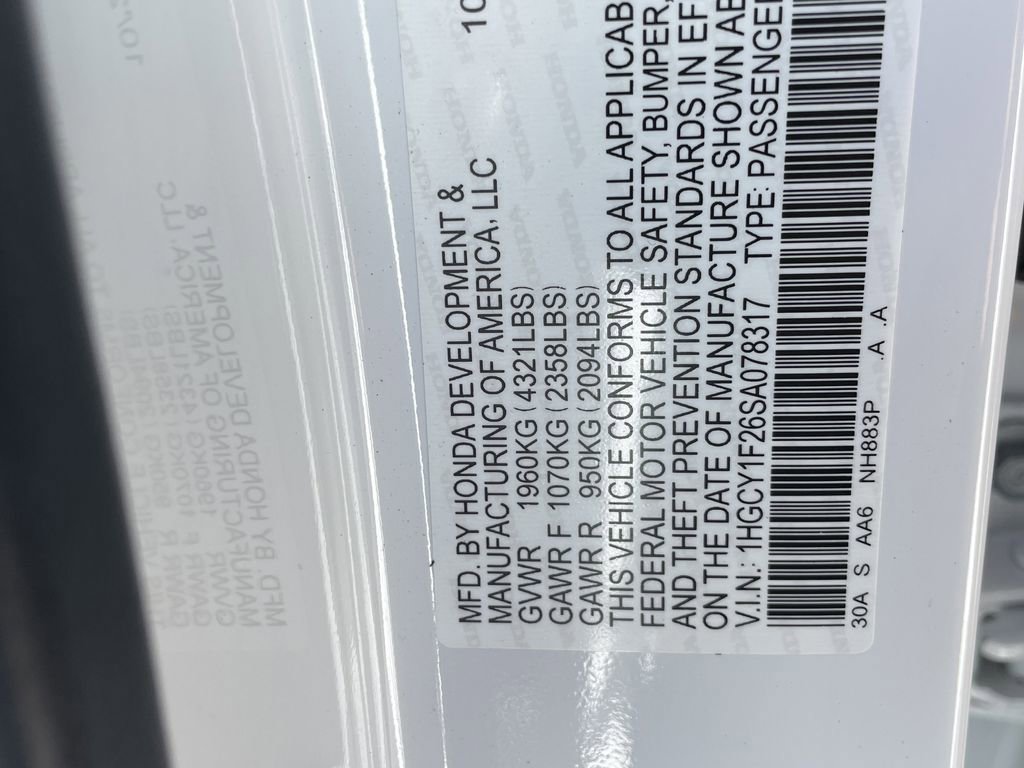 10
MFD. BY HONDA DEVELOPMENT &
MANUFACTURING OF AMERICA, LLC
GVWR 1960KG (4321LBS)
GAWR F 1070KG (2358LBS)
GAWR R 950KG (2094LBS)
THIS VEHICLE CONFORMS TO ALL APPLICAB
FEDERAL MOTOR VEHICLE SAFETY, BUMPER,
AND THEFT PREVENTION STANDARDS IN EF
ON THE DATE OF MANUFACTURE SHOWN AB
V.I.N.: 1HGCY1F26SA078317 TYPE: PASSENGE
30A S AA6 NH883P .A .A